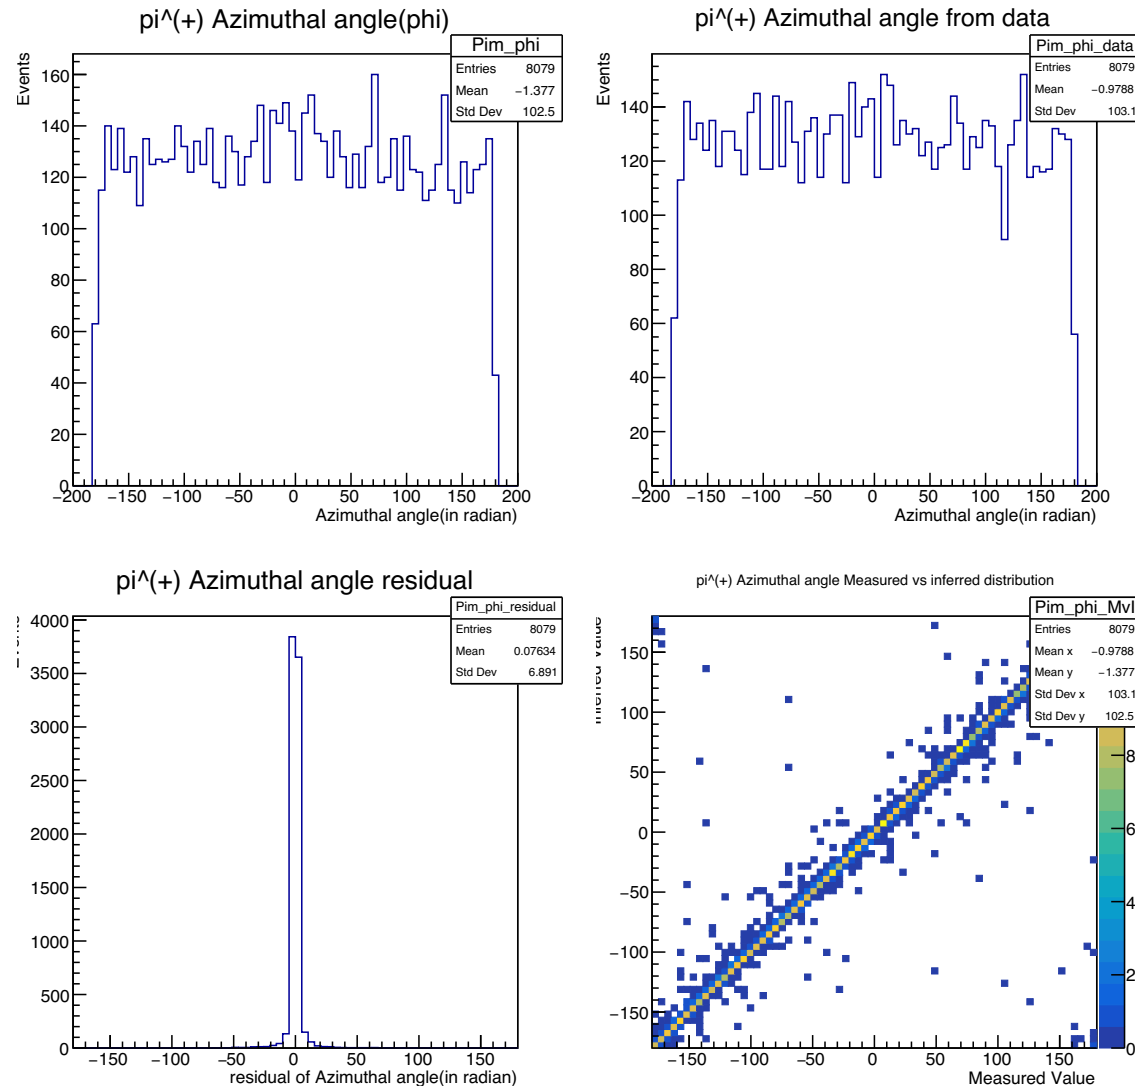 pi^(+) Azimuthal angle(phi)
Pim_phi
Entries 8079
Mean −1.377
Std Dev 102.5
Events
160
140
120
100
80
60
40
20
0
−200 −150 −100 −50 0 50 100 150 200
Azimuthal angle(in radian)
pi^(+) Azimuthal angle from data
Pim_phi_data
Entries 8079
Mean −0.9788
Std Dev 103.1
Events
140
120
100
80
60
40
20
0
−200 −150 −100 −50 0 50 100 150 200
Azimuthal angle(in radian)
pi^(+) Azimuthal angle residual
Pim_phi_residual
Entries 8079
Mean 0.07634
Std Dev 6.891
Events
4000
3500
3000
2500
2000
1500
1000
500
0
−150 −100 −50 0 50 100 150
residual of Azimuthal angle(in radian)
pi^(+) Azimuthal angle Measured vs inferred distribution
Pim_phi_MvI
Entries 8079
Mean x −0.9788
Mean y −1.377
Std Dev x 103.1
Std Dev y 102.5
Inferred Value
150
100
50
0
−50
−100
−150
−150 −100 −50 0 50 100 150
Measured Value
8
6
4
2
0